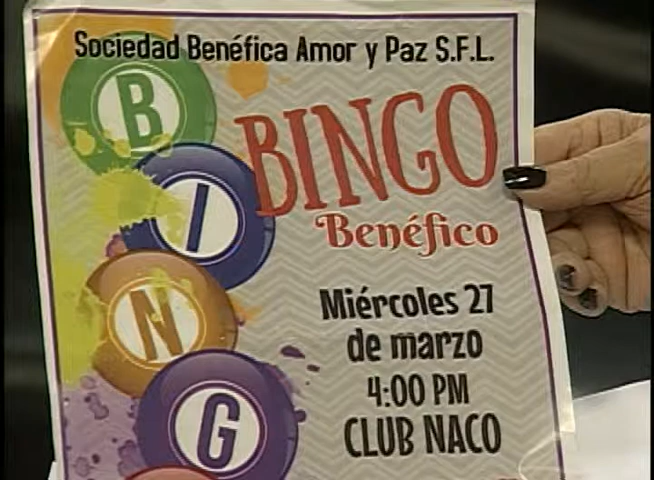 Sociedad Benéfica Amor y Paz S.F.L.
B
I
N
G
BINGO
Benéfico
Miércoles 27
de marzo
4:00 PM
CLUB NACO